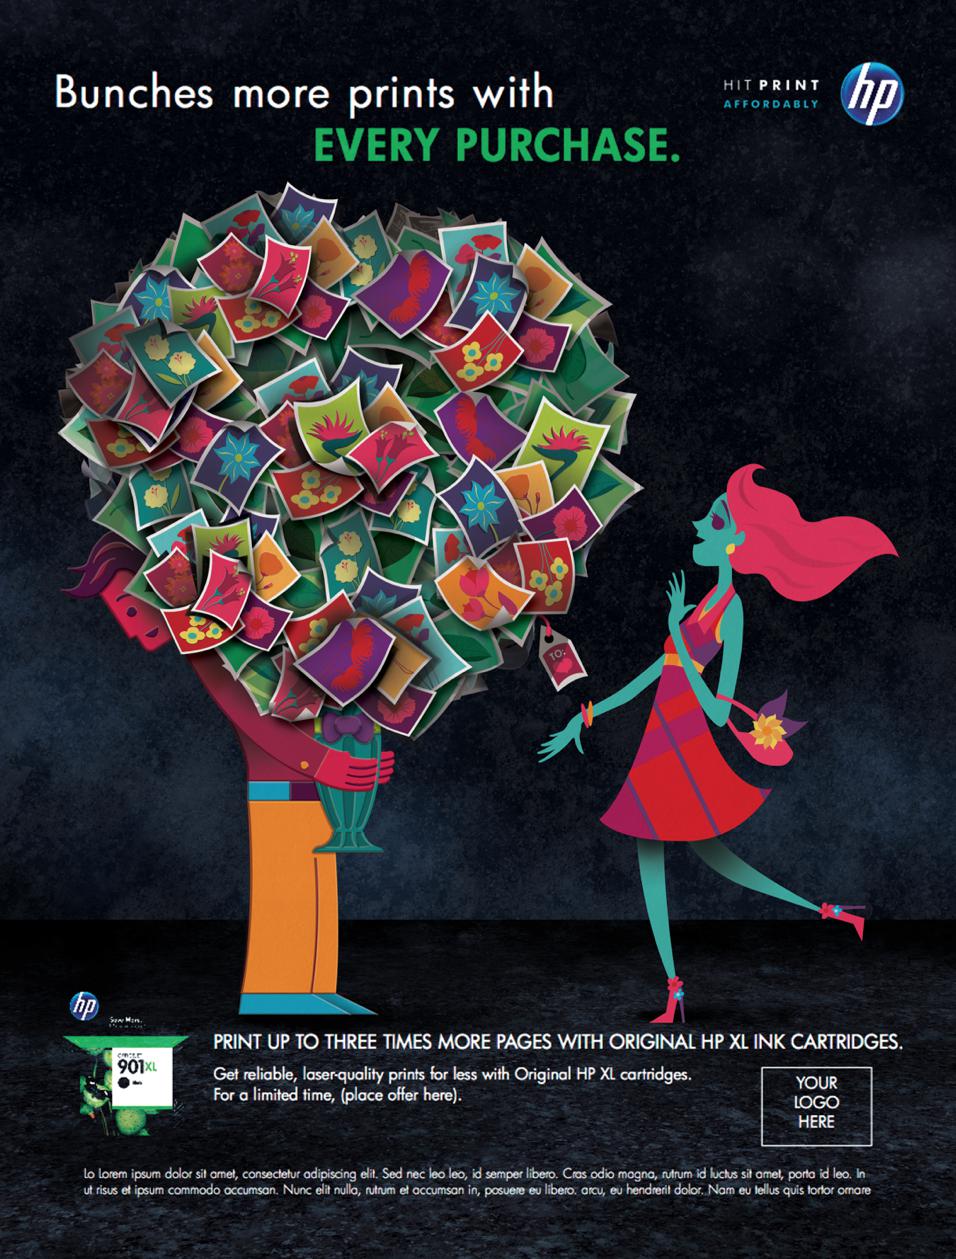 Bunches more prints with
EVERY PURCHASE.
HIT PRINT
AFFORDABLY
hp
TO:
hp
Save More.
901XL
PRINT UP TO THREE TIMES MORE PAGES WITH ORIGINAL HP XL INK CARTRIDGES.
Get reliable, laser-quality prints for less with Original HP XL cartridges.
For a limited time, (place offer here).
YOUR
LOGO
HERE
Lo Lorem ipsum dolor sit amet, consectetur adipiscing elit. Sed nec leo leo, id semper libero. Cras odio magna, rutrum id luctus sit amet, porta id leo. In
ut risus et ipsum commodo accumsan. Nunc elit nulla, rutrum et accumsan in, posuere eu libero. arcu, eu hendrerit dolor. Nam eu tellus quis tortor ornare